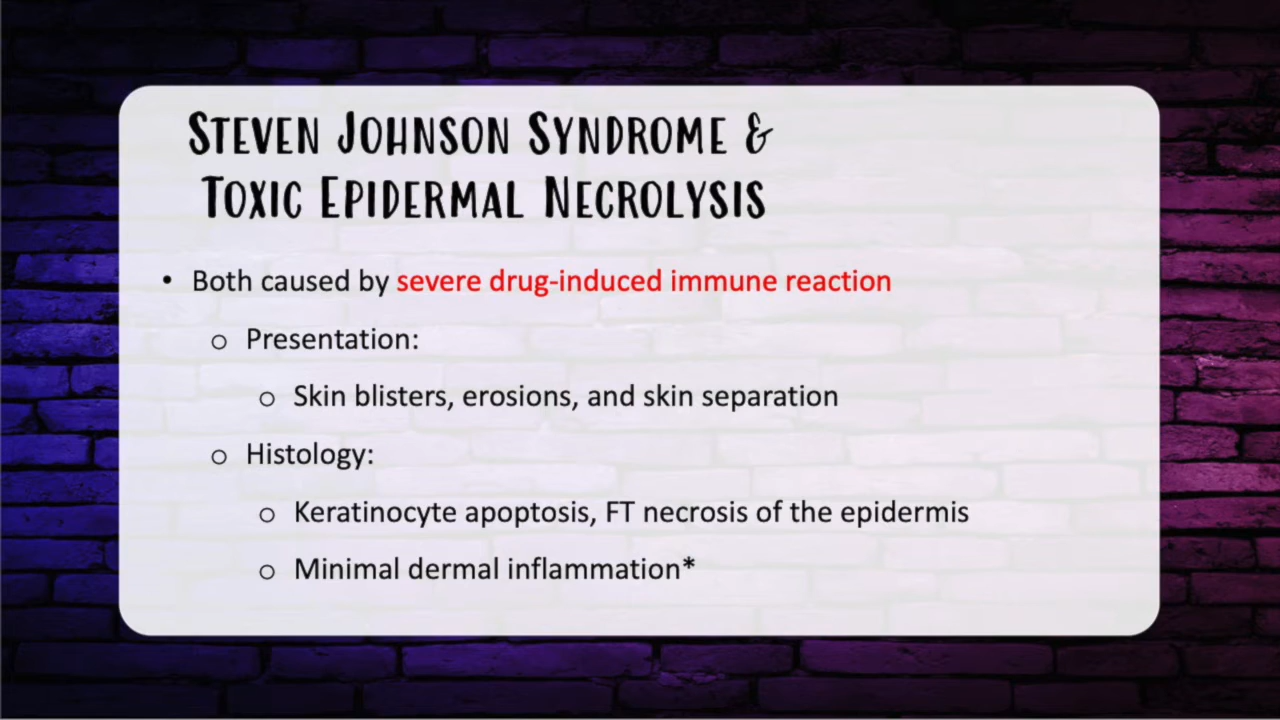 Steven Johnson Syndrome &
Toxic Epidermal Necrolysis
• Both caused by severe drug-induced immune reaction
o Presentation:
o Skin blisters, erosions, and skin separation
o Histology:
o Keratinocyte apoptosis, FT necrosis of the epidermis
o Minimal dermal inflammation*